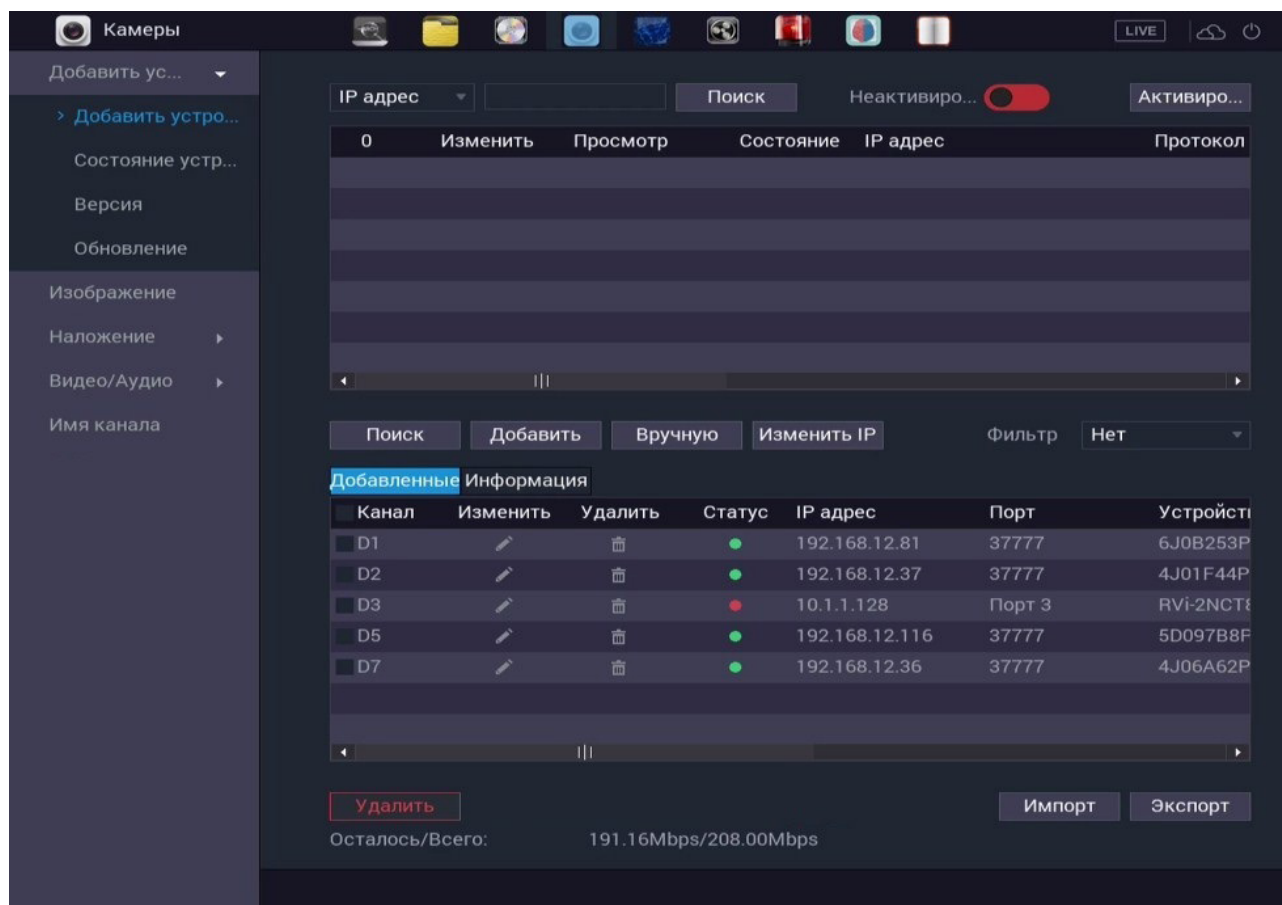 Камеры LIVE
Добавить ус...
IP адрес Поиск Неактивиро... Активиро...
> Добавить устро...
0 Изменить Просмотр Состояние IP адрес Протокол
Состояние устр...
Версия
Обновление
Изображение
Наложение
Видео/Аудио
Имя канала
Поиск Добавить Вручную Изменить IP Фильтр Нет
Добавленные Информация
Канал Изменить Удалить Статус IP адрес Порт Устройст
D1 192.168.12.81 37777 6J0B253P
D2 192.168.12.37 37777 4J01F44P
D3 10.1.1.128 Порт 3 RVi-2NCT8
D5 192.168.12.116 37777 5D097B8P
D7 192.168.12.36 37777 4J06A62P
Удалить Импорт Экспорт
Осталось/Всего: 191.16Mbps/208.00Mbps